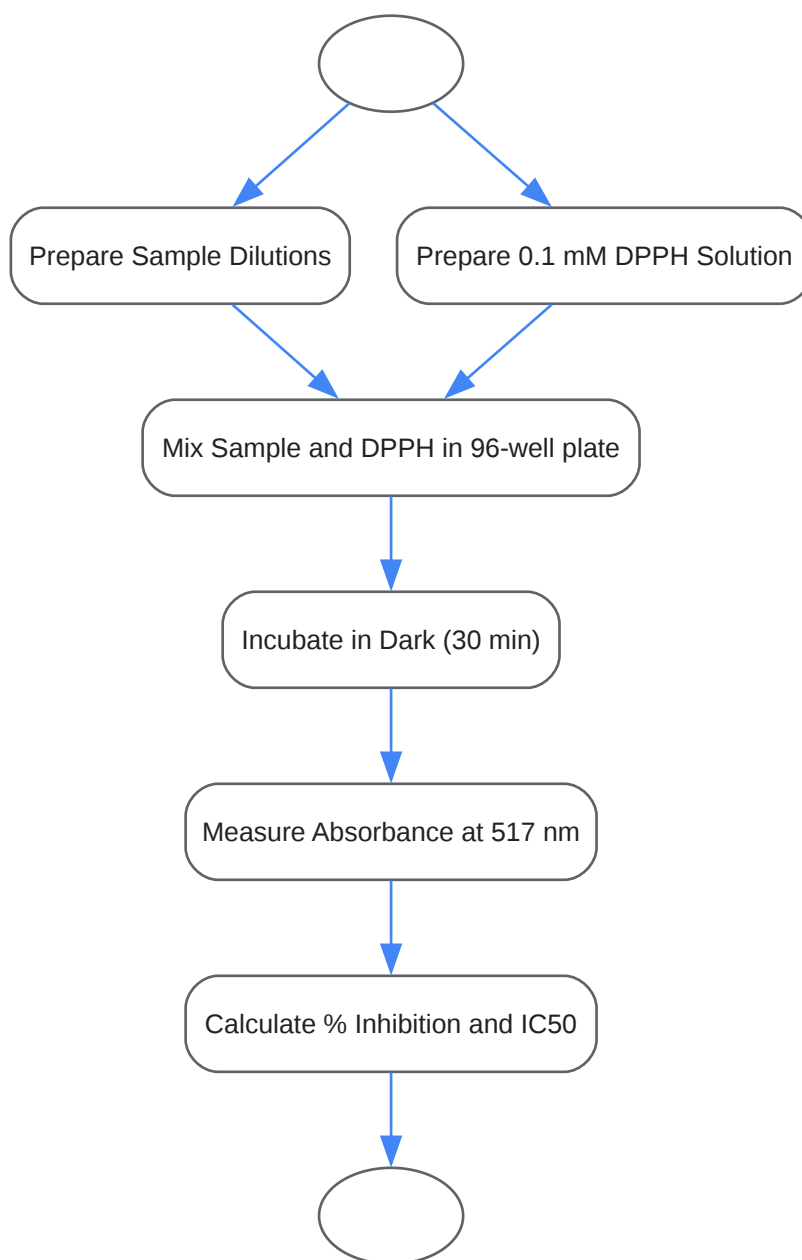 Prepare Sample Dilutions
Prepare 0.1 mM DPPH Solution
Mix Sample and DPPH in 96-well plate
Incubate in Dark (30 min)
Measure Absorbance at 517 nm
Calculate % Inhibition and IC50